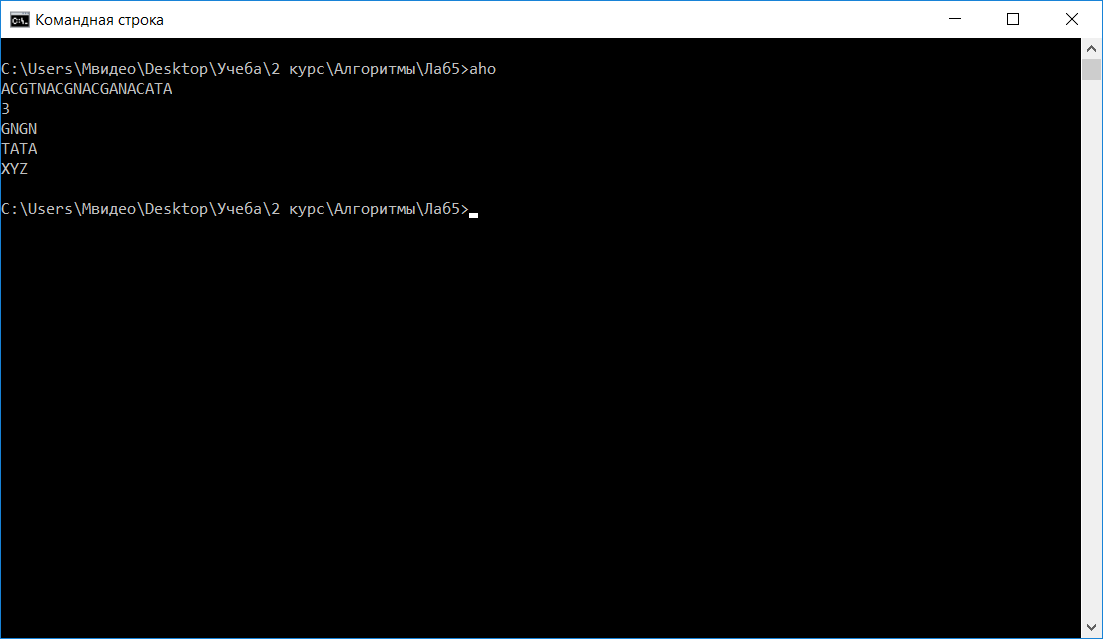 Командная строка
C:\Users\Мвидео\Desktop\Учеба\2 курс\Алгоритмы\Лаб5>aho
ACGTNACGNACGANACATA
3
GNGN
TATA
XYZ
C:\Users\Мвидео\Desktop\Учеба\2 курс\Алгоритмы\Лаб5>